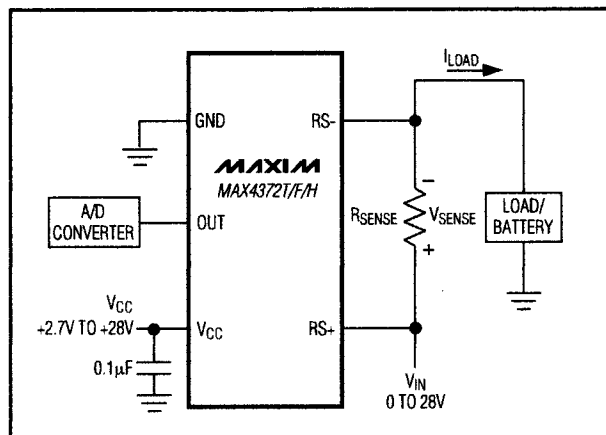 I_LOAD
GND
RS-
MAXIM
MAX4372T/F/H
–
R_SENSE
V_SENSE
+
A/D
CONVERTER
OUT
LOAD/
BATTERY
V_CC
+2.7V TO +28V
V_CC
RS+
0.1µF
V_IN
0 TO 28V